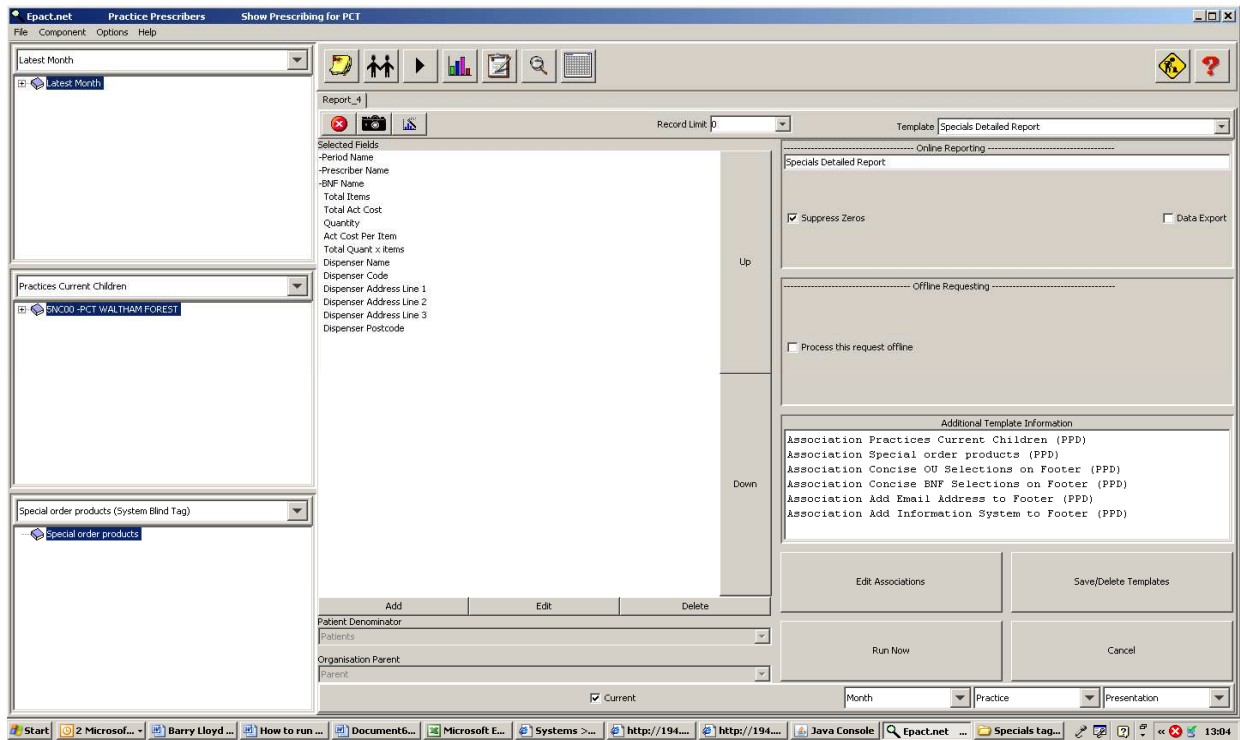 Epact.net Practice Prescribers Show Prescribing for PCT
File Component Options Help
Latest Month
Latest Month
Report_4
Record Limit 0
Template Specials Detailed Report
Selected Fields
-Period Name
-Prescriber Name
-BNF Name
Total Items
Total Act Cost
Quantity
Act Cost Per Item
Total Quant x items
Dispenser Name
Dispenser Code
Dispenser Address Line 1
Dispenser Address Line 2
Dispenser Address Line 3
Dispenser Postcode
Up
Down
Online Reporting
Specials Detailed Report
Suppress Zeros
Data Export
Practices Current Children
5NC00 -PCT WALTHAM FOREST
Offline Requesting
Process this request offline
Additional Template Information
Association Practices Current Children (PPD)
Association Special order products (PPD)
Association Concise OU Selections on Footer (PPD)
Association Concise BNF Selections on Footer (PPD)
Association Add Email Address to Footer (PPD)
Association Add Information System to Footer (PPD)
Special order products (System Blind Tag)
Special order products
Edit Associations
Save/Delete Templates
Add Edit Delete
Patient Denominator
Patients
Organisation Parent
Parent
Run Now
Cancel
Current
Month
Practice
Presentation
Start 2 Microsof... Barry Lloyd ... How to run ... Document6... Microsoft E... Systems >... http://194.... http://194.... Java Console Epact.net ... Specials tag... « 13:04